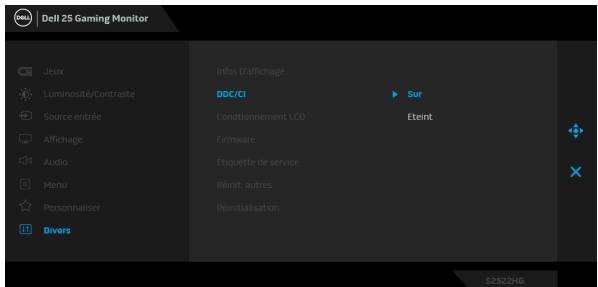 DELL Dell 25 Gaming Monitor
Jeux
Luminosité/Contraste
Source entrée
Affichage
Audio
Menu
Personnaliser
Divers
Infos D'affichage
DDC/CI
Condtionnement LCD
Firmware
Étiquette de service
Réinit. autres
Réinitialisation
Sur
Eteint
S2522HG